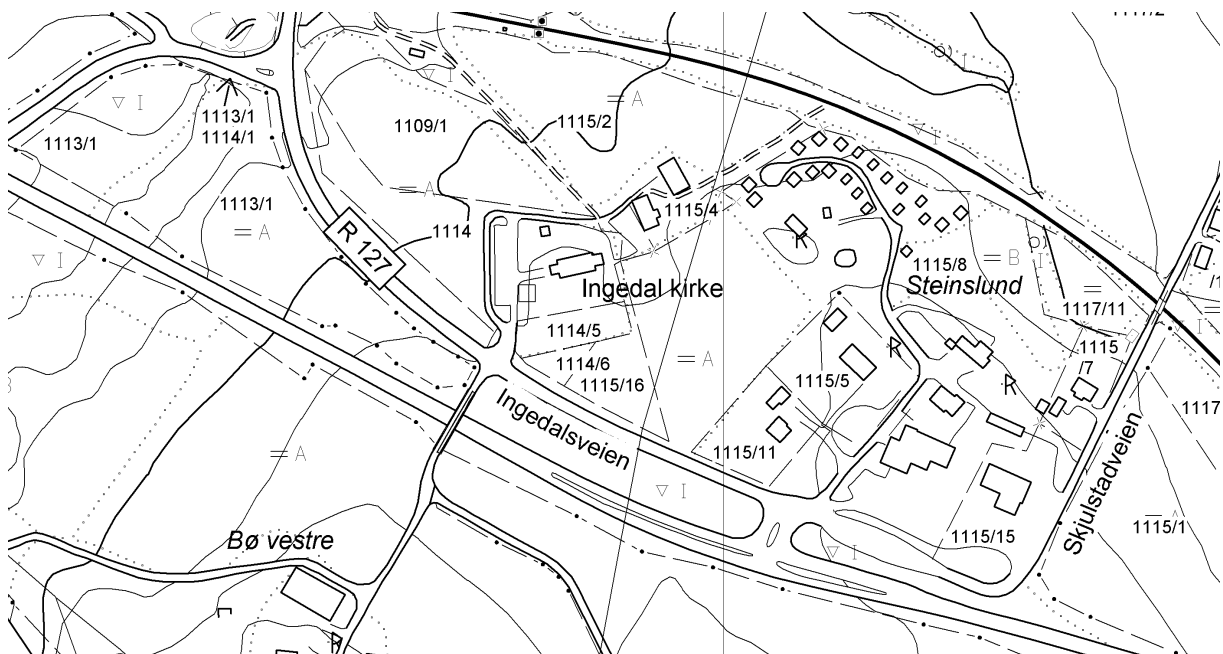 1117/2
I
I
A
1113/1
1114/1
1109/1
1115/2
I
1113/1
A
1113/1
1115/4
A
1114
R 127
I
1115/8
B
Steinslund
I
Ingedal kirke
1117/11
I
1114/5
1115
/7
1114/6
A
1115/5
1115/16
1117
Ingedalsveien
A
1115/11
Skjulstadveien
I
1115/1
1115/15
Bø vestre
I